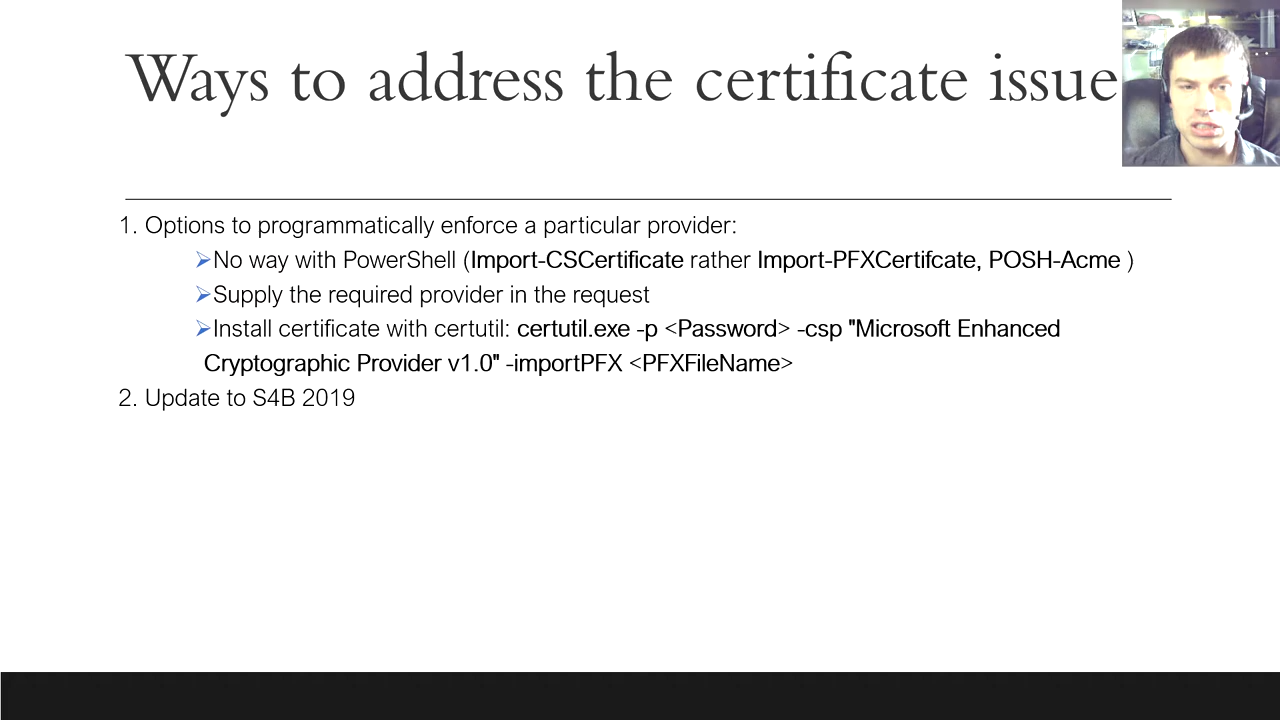 Ways to address the certificate issue
1. Options to programmatically enforce a particular provider:
➢No way with PowerShell (Import-CSCertificate rather Import-PFXCertifcate, POSH-Acme )
➢Supply the required provider in the request
➢Install certificate with certutil: certutil.exe -p <Password> -csp "Microsoft Enhanced
Cryptographic Provider v1.0" -importPFX <PFXFileName>
2. Update to S4B 2019